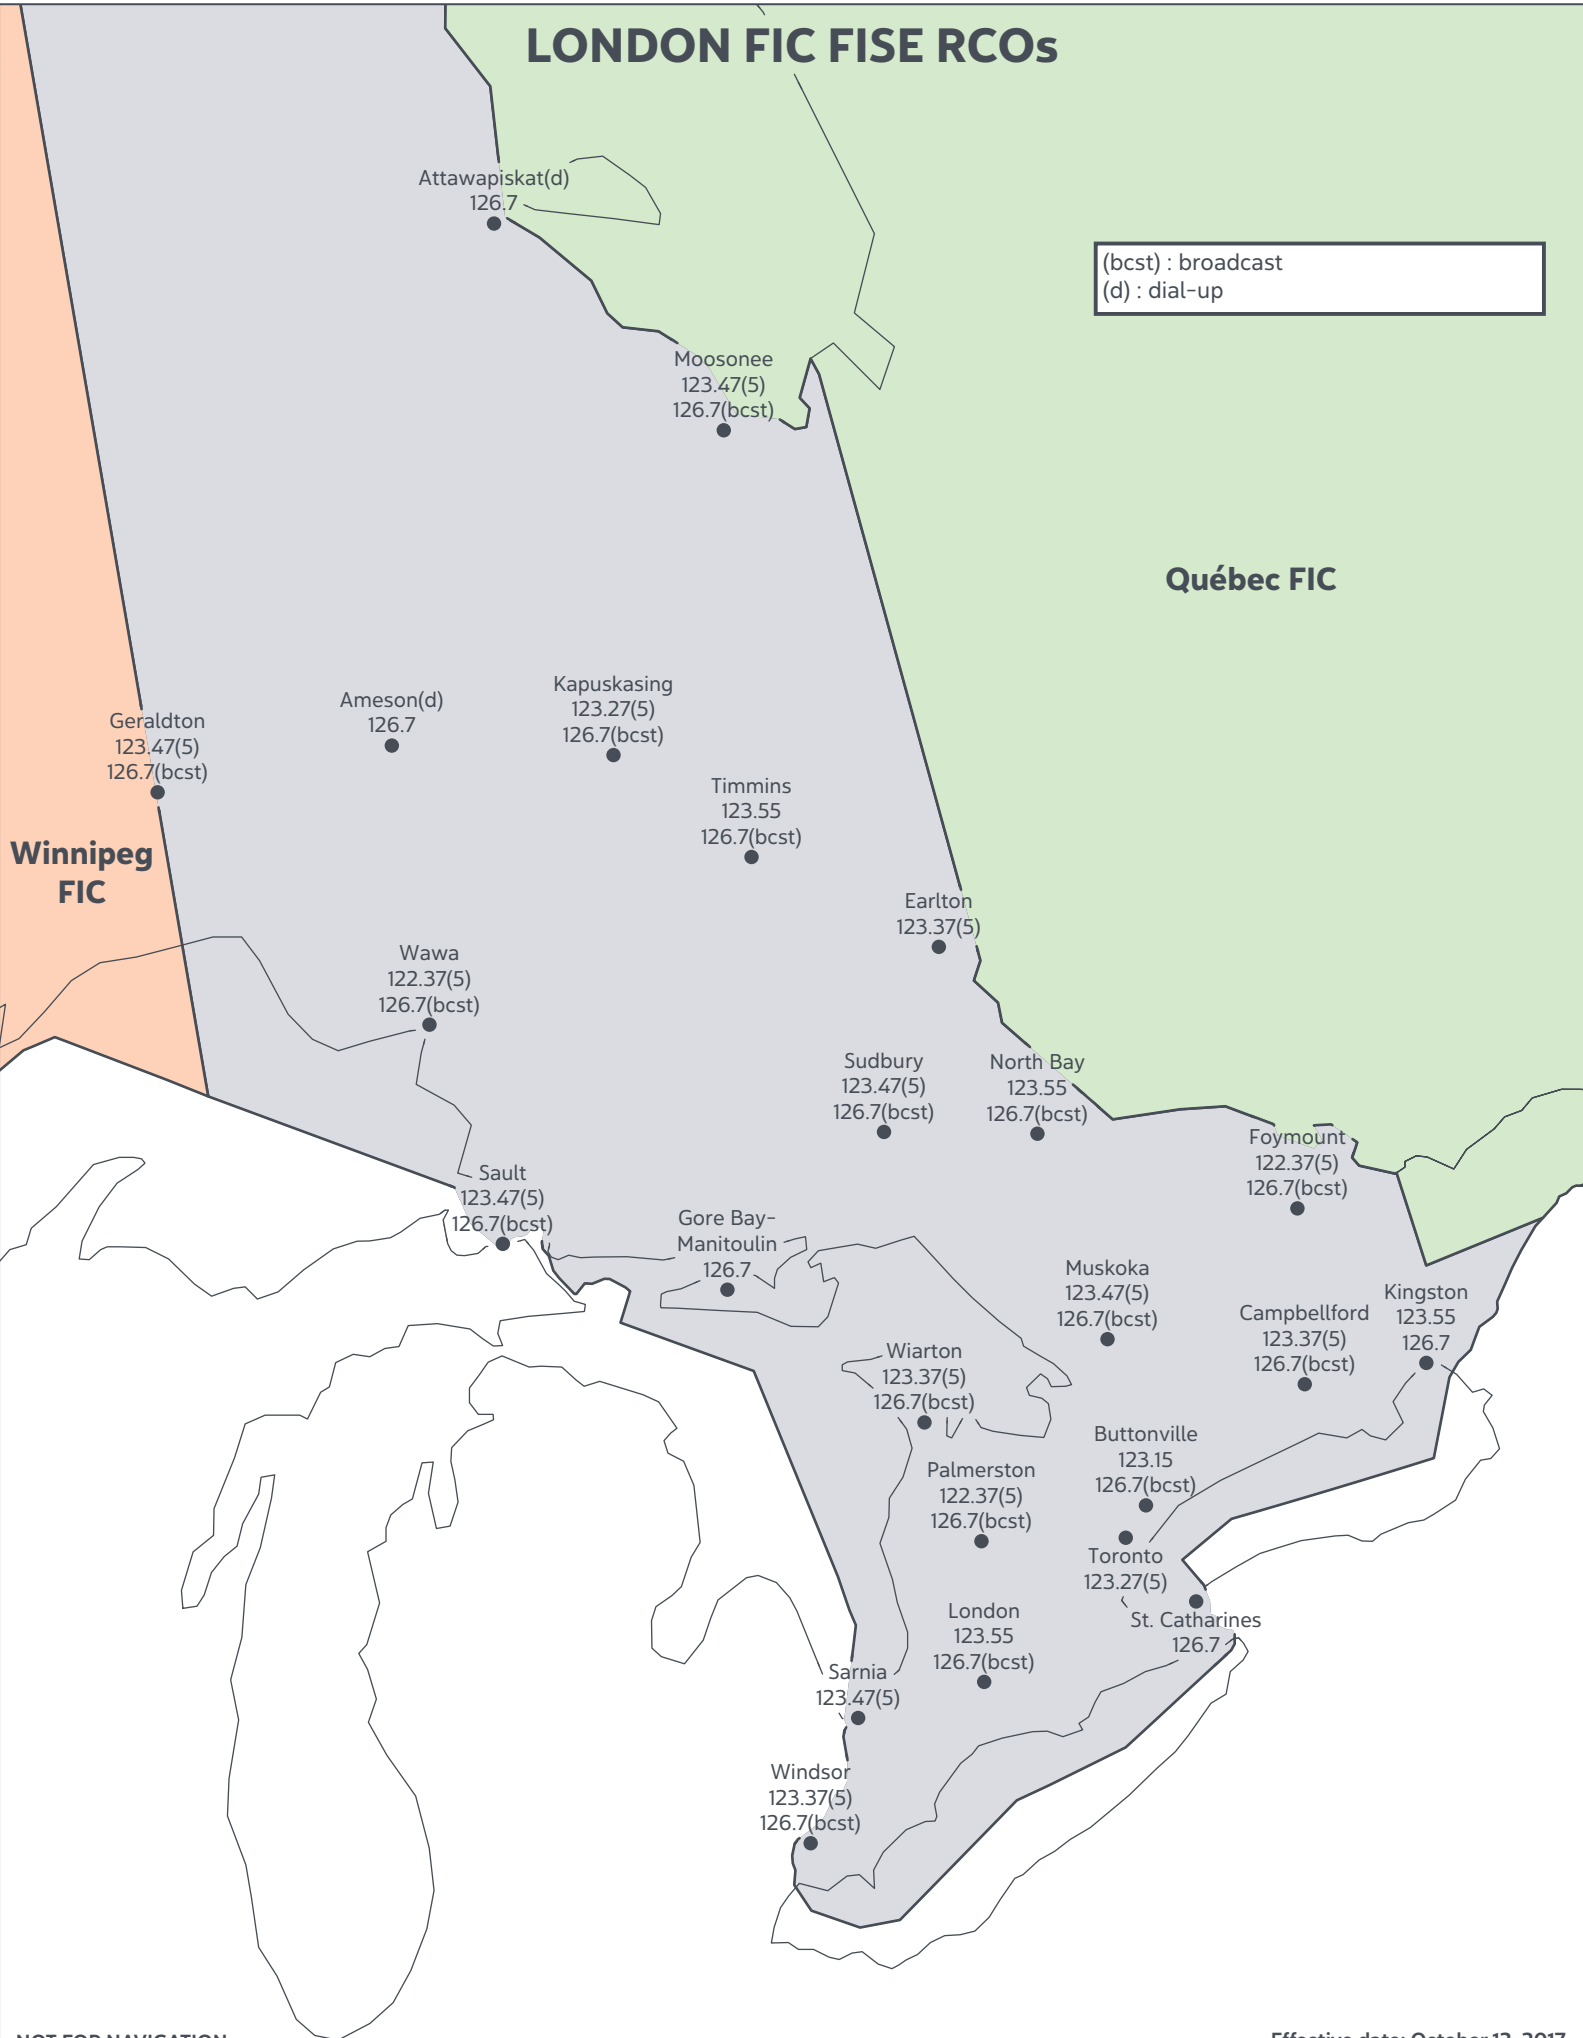 LONDON FIC FISE RCOs
Attawapiskat(d)
126.7
(bcst) : broadcast
(d) : dial-up
Moosonee
123.47(5)
126.7(bcst)
Québec FIC
Kapuskasing
123.27(5)
126.7(bcst)
Ameson(d)
126.7
Geraldton
123.47(5)
126.7(bcst)
Timmins
123.55
126.7(bcst)
Winnipeg
FIC
Earlton
123.37(5)
Wawa
122.37(5)
126.7(bcst)
Sudbury
123.47(5)
126.7(bcst)
North Bay
123.55
126.7(bcst)
Foymount
122.37(5)
126.7(bcst)
Sault
123.47(5)
126.7(bcst)
Gore Bay-
Manitoulin
126.7
Muskoka
123.47(5)
126.7(bcst)
Kingston
123.55
126.7
Campbellford
123.37(5)
126.7(bcst)
Wiarton
123.37(5)
126.7(bcst)
Buttonville
123.15
126.7(bcst)
Palmerston
122.37(5)
126.7(bcst)
Toronto
123.27(5)
London
123.55
126.7(bcst)
St. Catharines
126.7
Sarnia
123.47(5)
Windsor
123.37(5)
126.7(bcst)
NOT FOR NAVIGATION
Effective date: October 12, 2017